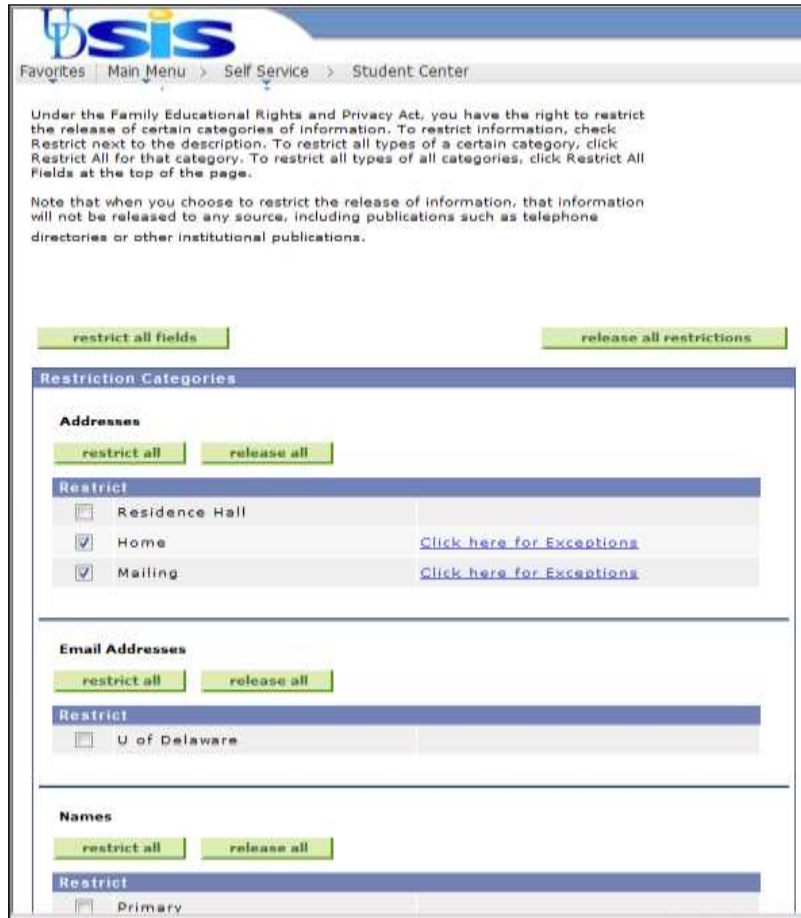 UDSIS
Favorites Main Menu > Self Service > Student Center
Under the Family Educational Rights and Privacy Act, you have the right to restrict
the release of certain categories of information. To restrict information, check
Restrict next to the description. To restrict all types of a certain category, click
Restrict All for that category. To restrict all types of all categories, click Restrict All
Fields at the top of the page.
Note that when you choose to restrict the release of information, that information
will not be released to any source, including publications such as telephone
directories or other institutional publications.
restrict all fields release all restrictions
Restriction Categories
Addresses
restrict all release all
Restrict
Residence Hall
Home Click here for Exceptions
Mailing Click here for Exceptions
Email Addresses
restrict all release all
Restrict
U of Delaware
Names
restrict all release all
Restrict
Primary